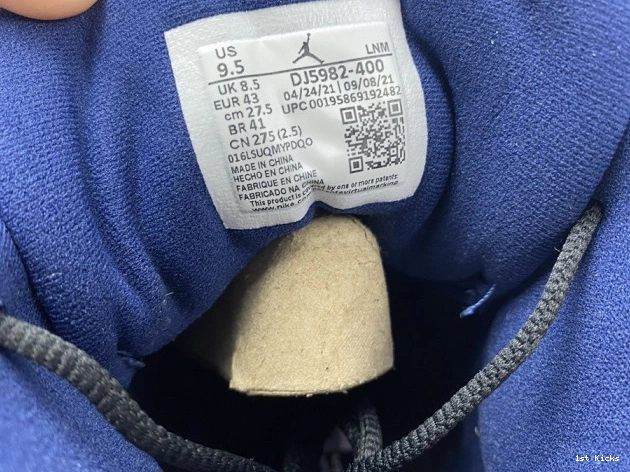 US
9.5
LNM
DJ5982-400
UK 8.5
04/24/21 09/08/21
EUR 43
UPC 00195869192482
cm 27.5
BR 41
CN 275 (2.5)
016LSUQMYPDQO
MADE IN CHINA
HECHO EN CHINA
FABRIQUE EN CHINE
FABRICADO NA CHINA
This product is by one or more patents.
www.nike
1st Kicks